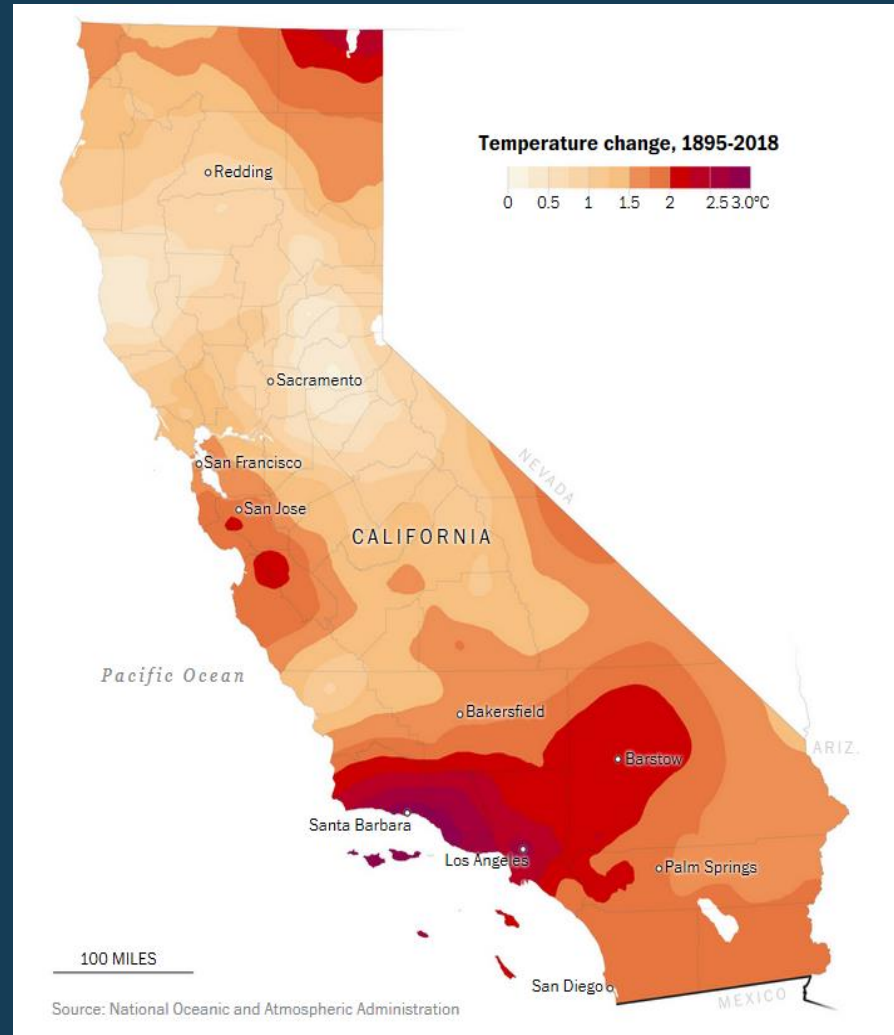 Temperature change, 1895-2018
0 0.5 1 1.5 2 2.5 3.0°C
Redding
Sacramento
San Francisco
NEVADA
San Jose
CALIFORNIA
Pacific Ocean
Bakersfield
ARIZ.
Barstow
Santa Barbara
Los Angeles
Palm Springs
100 MILES
San Diego
MEXICO
Source: National Oceanic and Atmospheric Administration